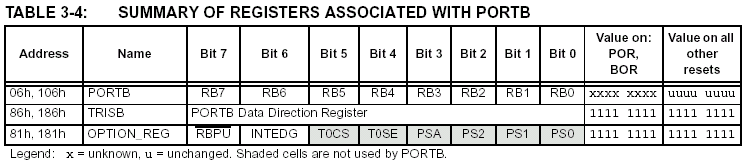 TABLE 3-4: SUMMARY OF REGISTERS ASSOCIATED WITH PORTB
Address Name Bit 7 Bit 6 Bit 5 Bit 4 Bit 3 Bit 2 Bit 1 Bit 0 Value on: POR, BOR Value on all other resets
06h, 106h PORTB RB7 RB6 RB5 RB4 RB3 RB2 RB1 RB0 xxxx xxxx uuuu uuuu
86h, 186h TRISB PORTB Data Direction Register 1111 1111 1111 1111
81h, 181h OPTION_REG RBPU INTEDG T0CS T0SE PSA PS2 PS1 PS0 1111 1111 1111 1111
Legend: x = unknown, u = unchanged. Shaded cells are not used by PORTB.